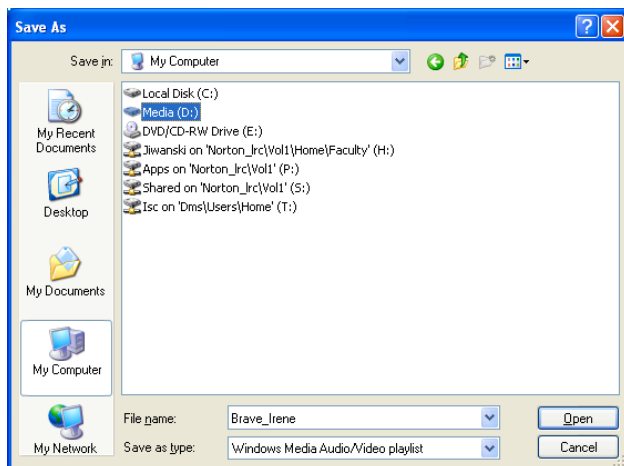 Save As
Save in: My Computer
My Recent
Documents
Desktop
My Documents
My Computer
My Network
Local Disk (C:)
Media (D:)
DVD/CD-RW Drive (E:)
Jiwanski on 'Norton_lrc\Vol1\Home\Faculty' (H:)
Apps on 'Norton_lrc\Vol1' (P:)
Shared on 'Norton_lrc\Vol1' (S:)
Isc on 'Dms\Users\Home' (T:)
File name: Brave_Irene Open
Save as type: Windows Media Audio/Video playlist Cancel